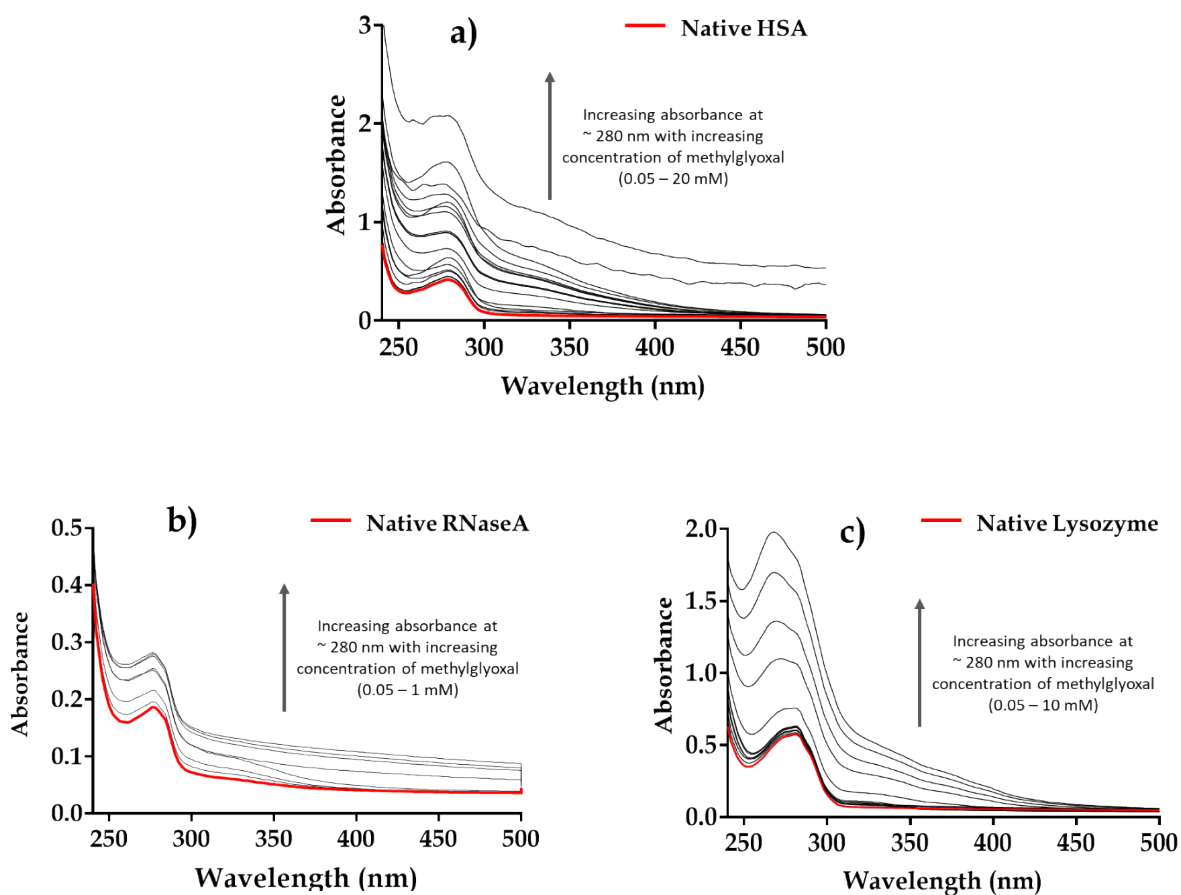 a)
Native HSA
3
2
1
0
Absorbance
Increasing absorbance at
~ 280 nm with increasing
concentration of methylglyoxal
(0.05 – 20 mM)
250 300 350 400 450 500
Wavelength (nm)
b)
Native RNaseA
0.5
0.4
0.3
0.2
0.1
0.0
Absorbance
Increasing absorbance at
~ 280 nm with increasing
concentration of methylglyoxal
(0.05 – 1 mM)
250 300 350 400 450 500
Wavelength (nm)
c)
Native Lysozyme
2.0
1.5
1.0
0.5
0.0
Absorbance
Increasing absorbance at
~ 280 nm with increasing
concentration of methylglyoxal
(0.05 – 10 mM)
250 300 350 400 450 500
Wavelength (nm)